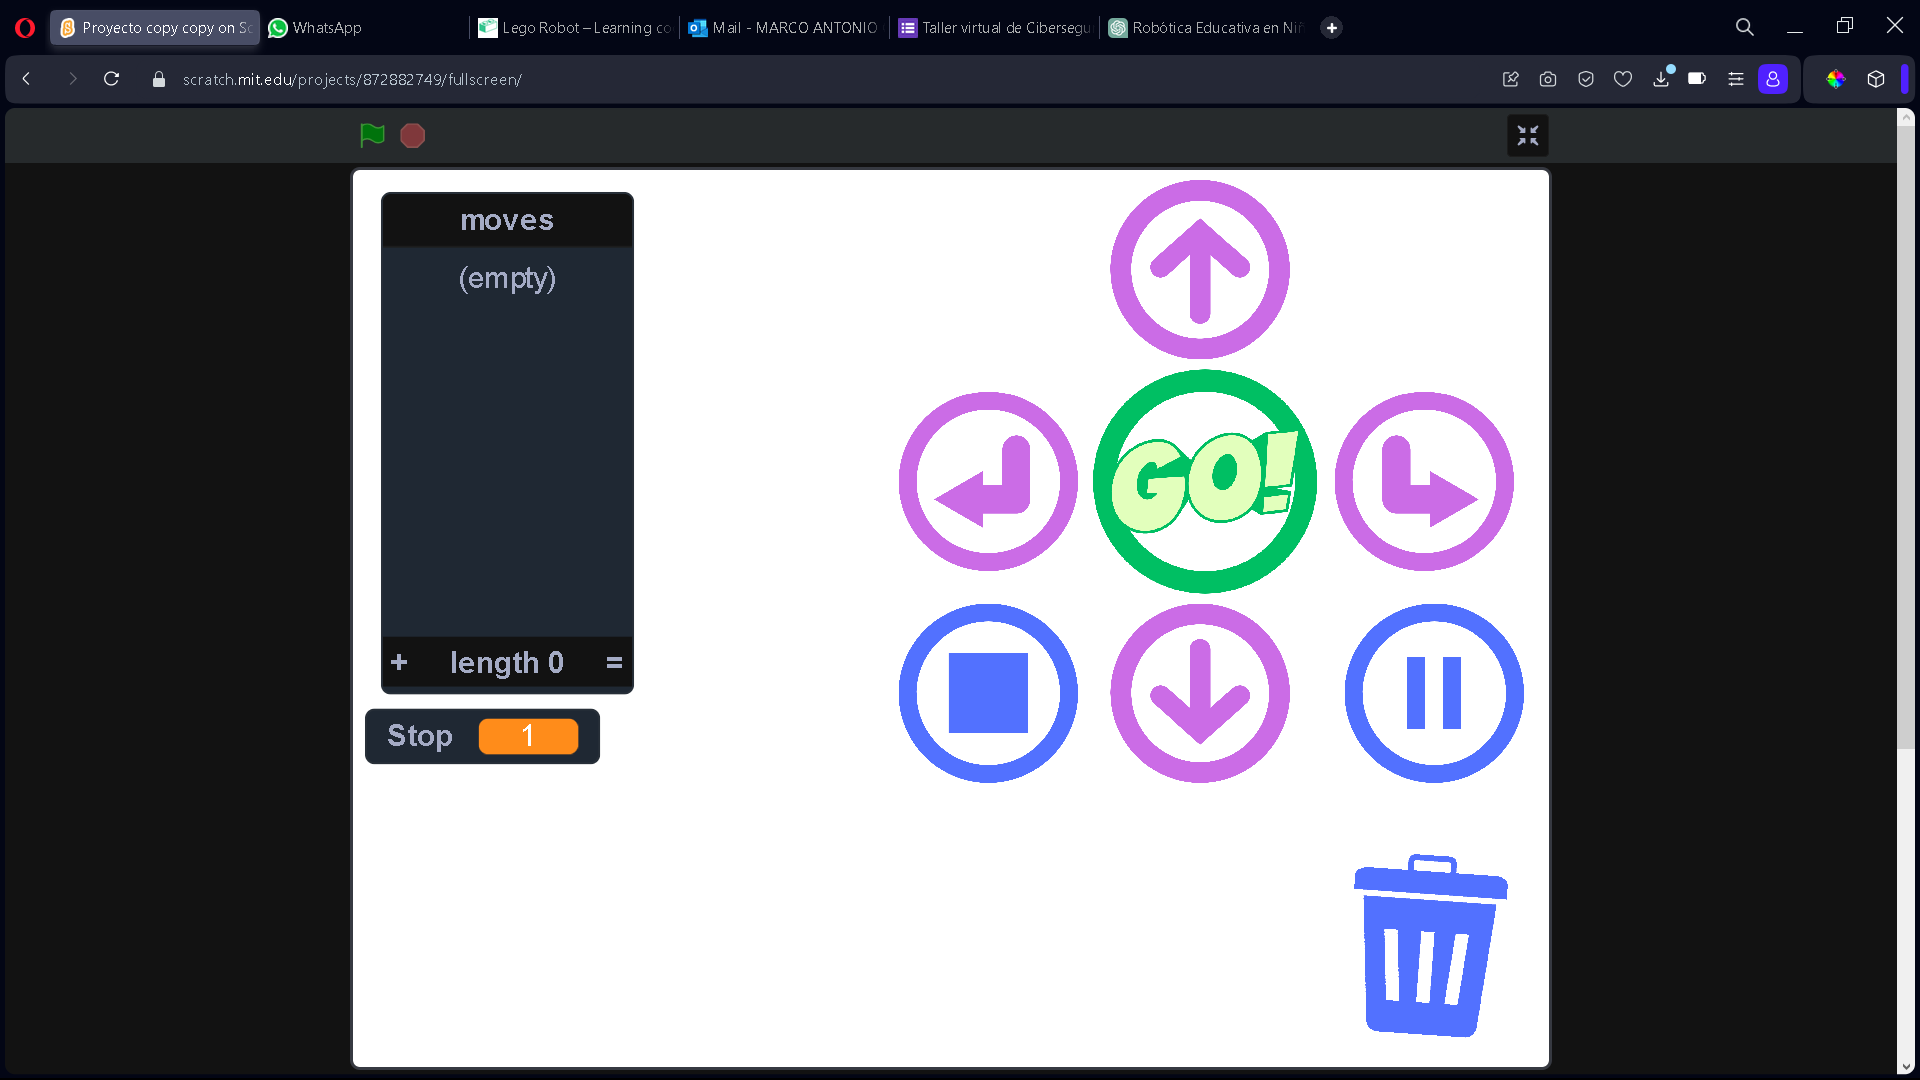 Proyecto copy copy on Sc
WhatsApp
Lego Robot – Learning co
Mail - MARCO ANTONIO
Taller virtual de Cibersegu
Robótica Educativa en Niñ
scratch.mit.edu/projects/872882749/fullscreen/
moves
(empty)
GO!
+ length 0 =
Stop 1